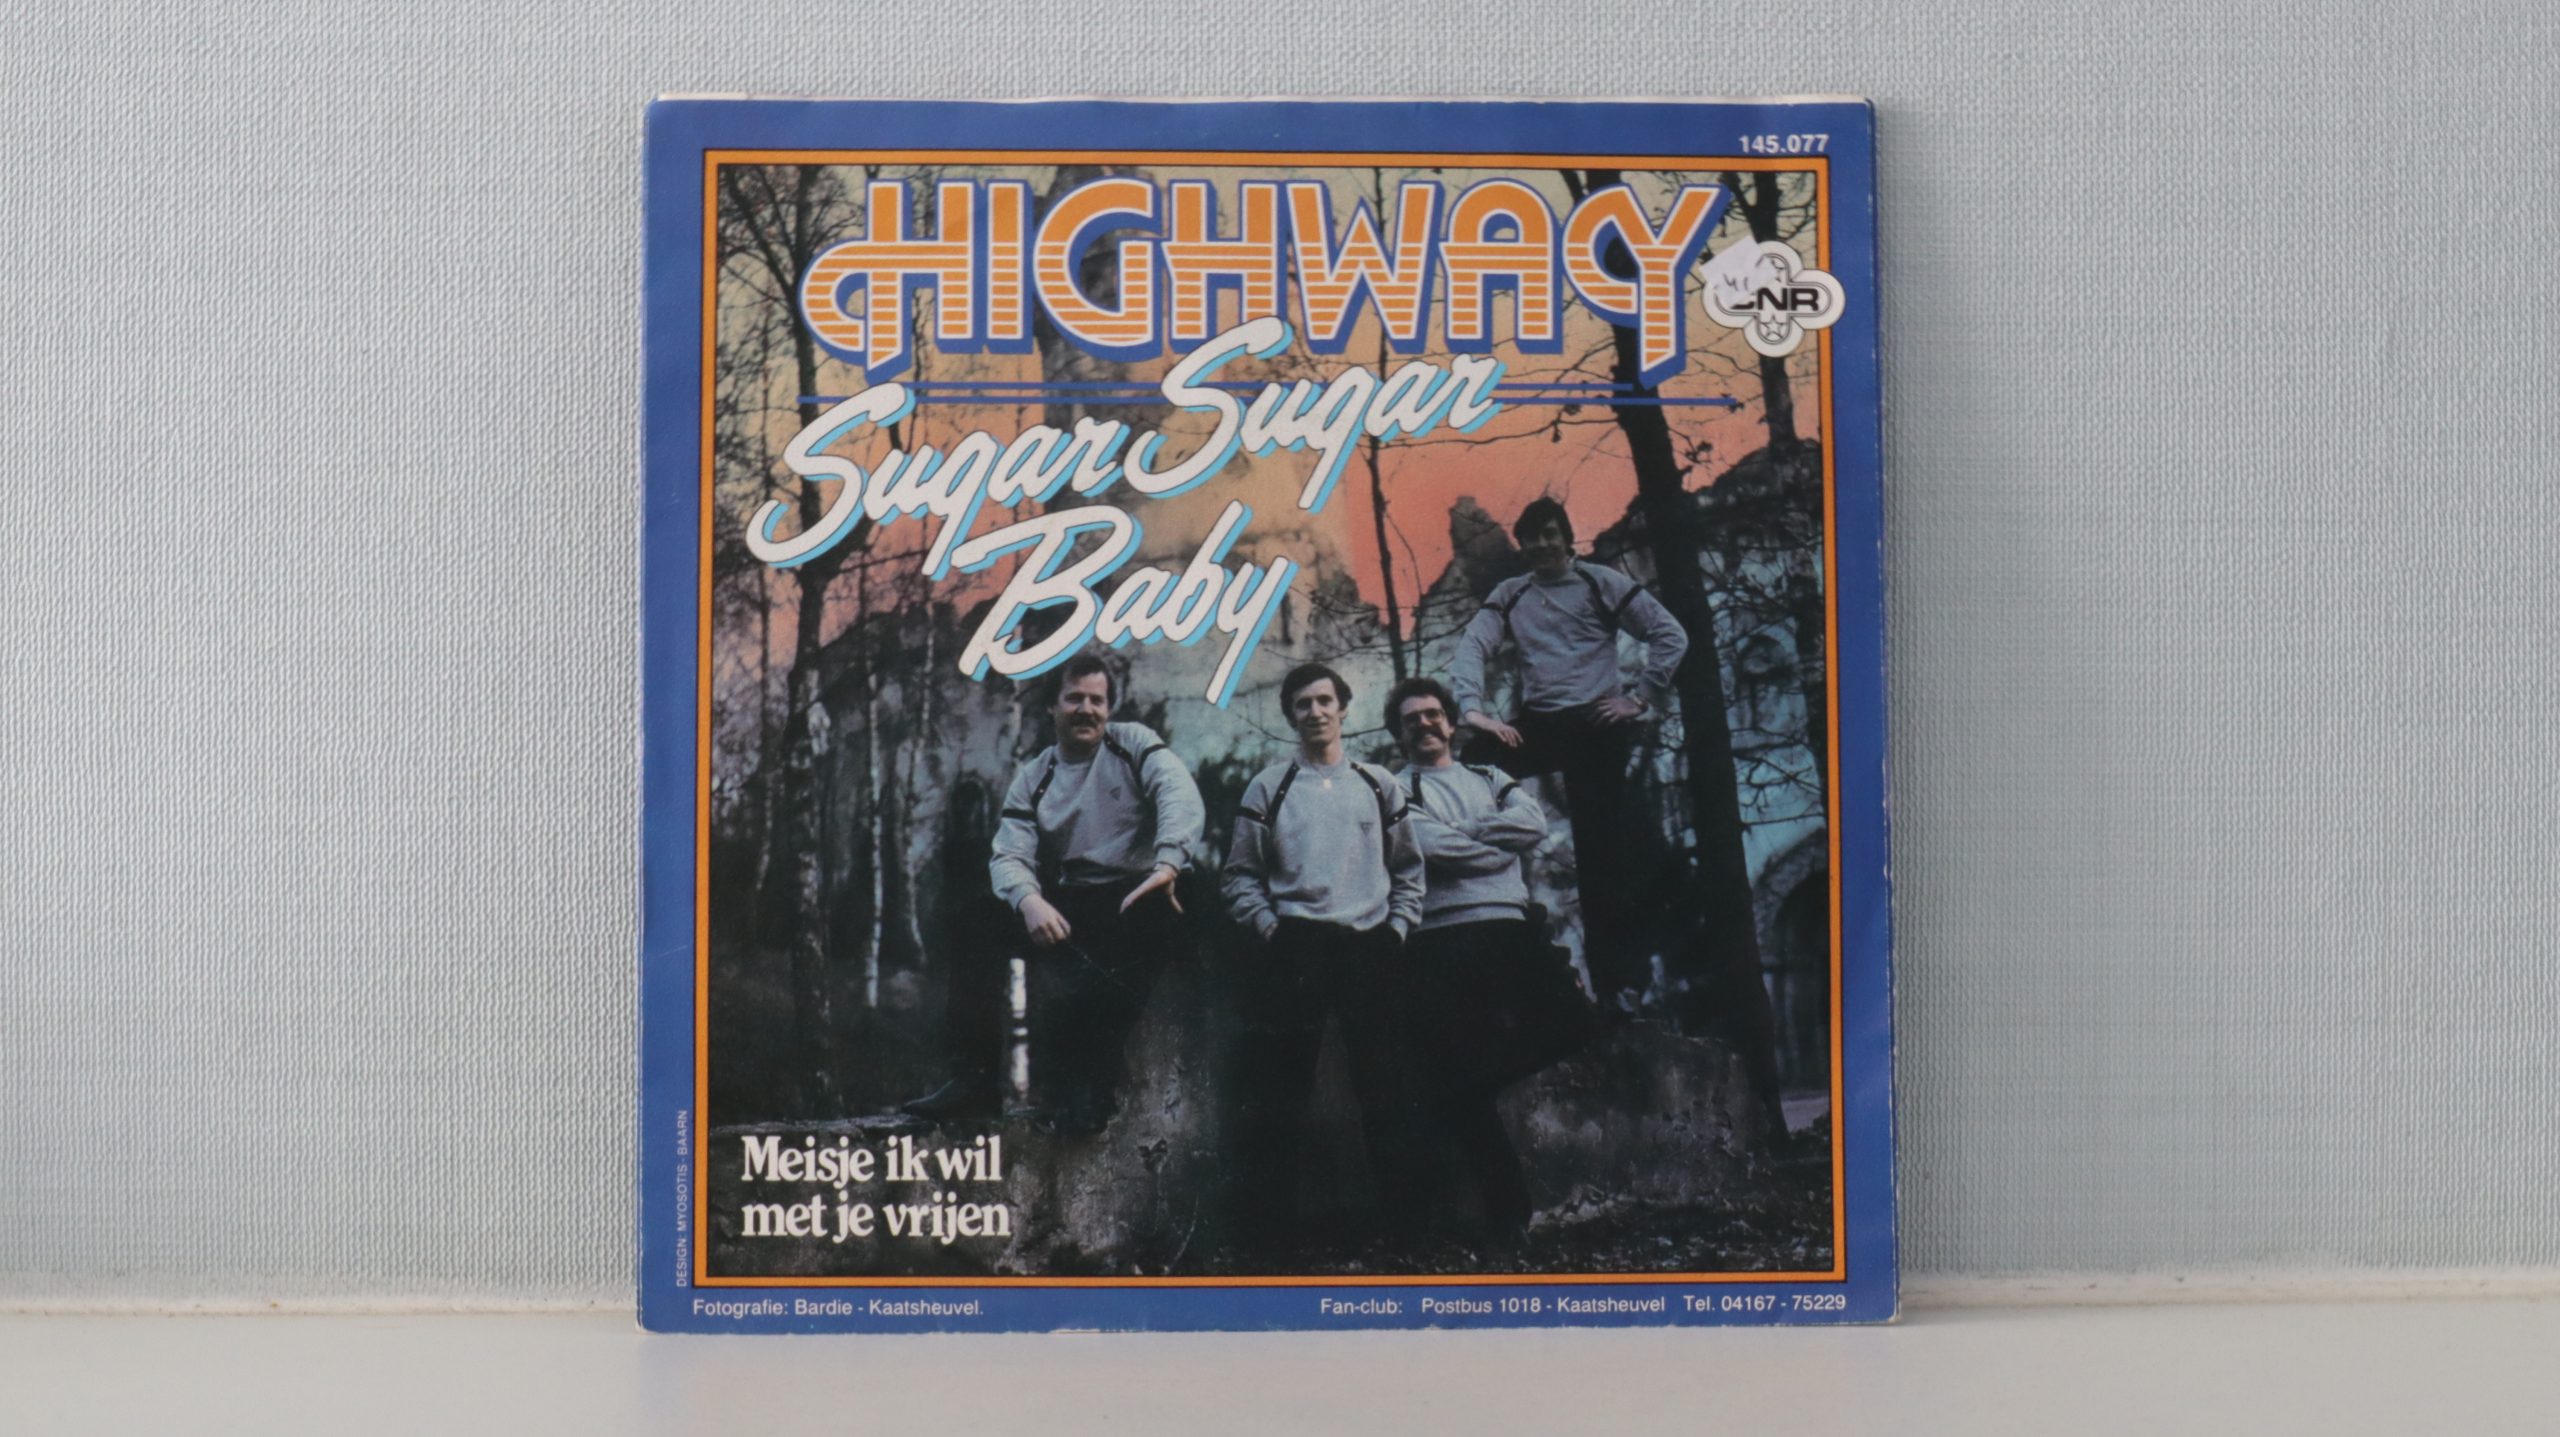 145.077
HIGHWAY
NR
Sugar Sugar
Baby
Meisje ik wil
met je vrijen
DESIGN: MYOSOTIS - BAARN
Fotografie: Bardie - Kaatsheuvel.
Fan-club: Postbus 1018 - Kaatsheuvel Tel. 04167 - 75229